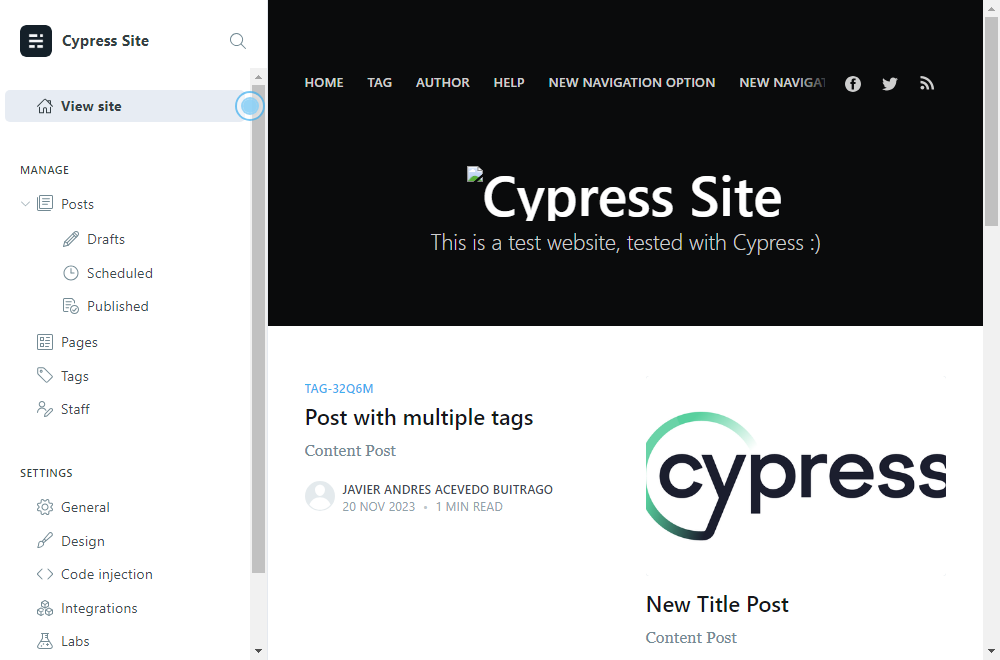 Cypress Site
View site
MANAGE
Posts
Drafts
Scheduled
Published
Pages
Tags
Staff
SETTINGS
General
Design
Code injection
Integrations
Labs
HOME TAG AUTHOR HELP NEW NAVIGATION OPTION NEW NAVIGAT
Cypress Site
This is a test website, tested with Cypress :)
TAG-32Q6M
Post with multiple tags
Content Post
JAVIER ANDRES ACEVEDO BUITRAGO
20 NOV 2023 • 1 MIN READ
cypress
New Title Post
Content Post